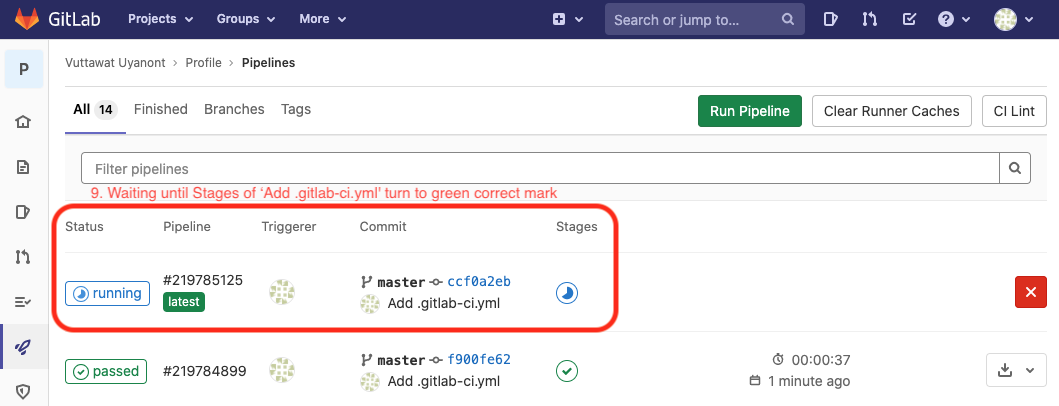 GitLab Projects Groups More Search or jump to...
P
Vuttawat Uyanont › Profile › Pipelines
All 14 Finished Branches Tags Run Pipeline Clear Runner Caches CI Lint
Filter pipelines
9. Waiting until Stages of ‘Add .gitlab-ci.yml’ turn to green correct mark
Status Pipeline Triggerer Commit Stages
running #219785125 master ccf0a2eb
latest Add .gitlab-ci.yml
passed #219784899 master f900fe62 00:00:37
Add .gitlab-ci.yml 1 minute ago